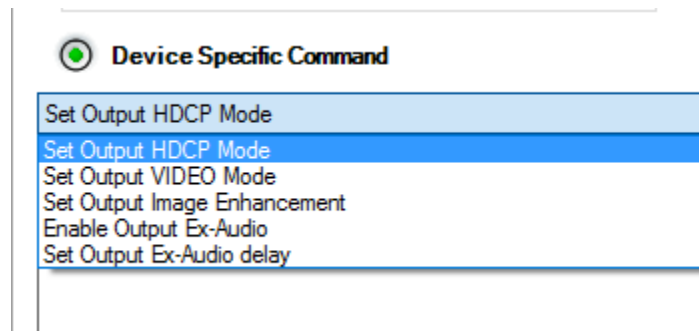 Device Specific Command
Set Output HDCP Mode
Set Output HDCP Mode
Set Output VIDEO Mode
Set Output Image Enhancement
Enable Output Ex-Audio
Set Output Ex-Audio delay